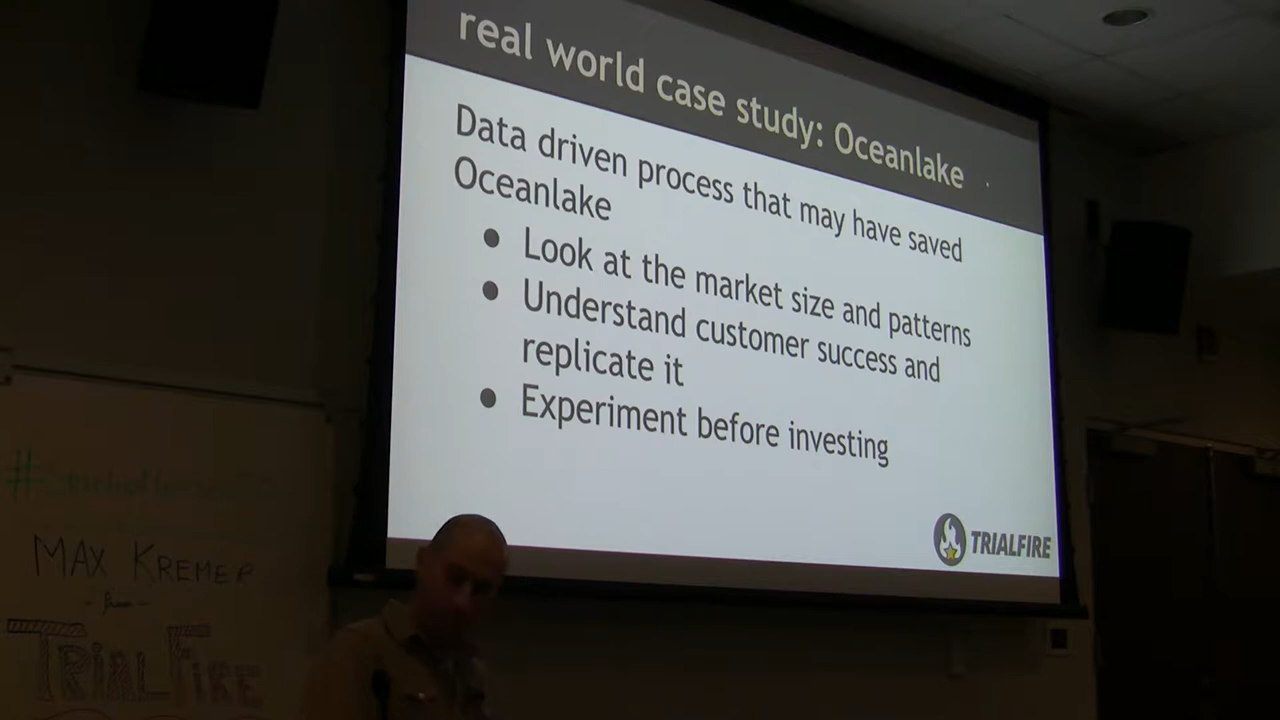 real world case study: Oceanlake
Data driven process that may have saved
Oceanlake
● Look at the market size and patterns
● Understand customer success and
replicate it
● Experiment before investing
TRIALFIRE
MAX KREMER
TRIALFIRE